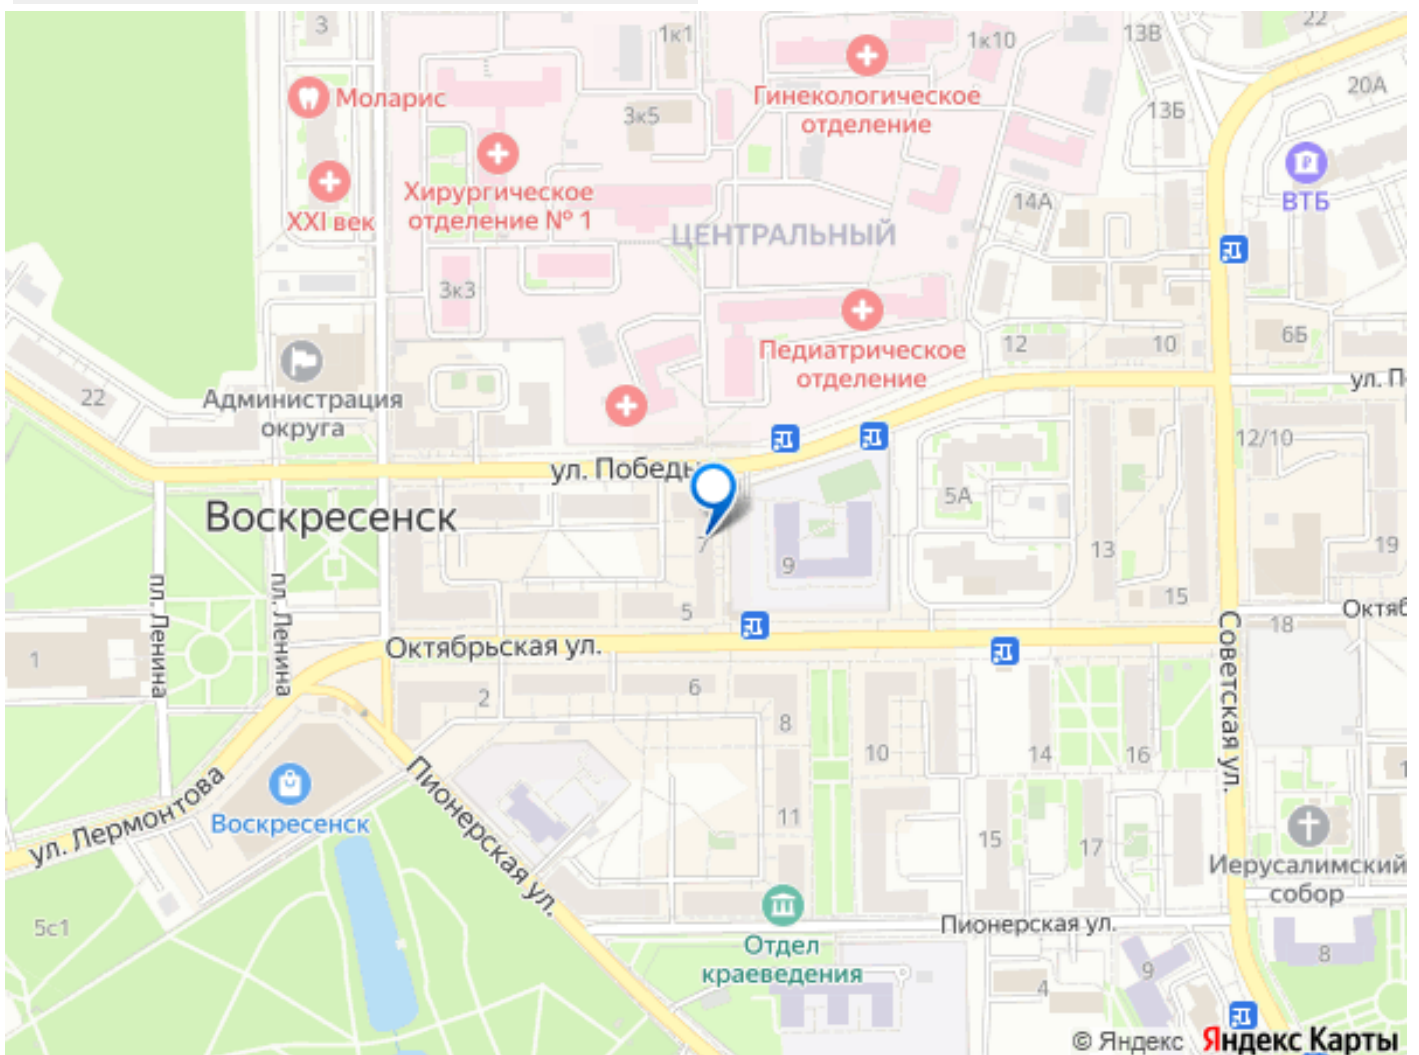 3
1к1
1к10
13В
22
Моларис
Гинекологическое
отделение
20А
13Б
3к5
ХХI век
Хирургическое
отделение № 1
ВТБ
14А
ЦЕНТРАЛЬНЫЙ
3к3
Педиатрическое
отделение
12
10
6Б
ул. П
22
Администрация
округа
12/10
ул. Победы
5А
Воскресенск
7
9
13
19
15
пл. Ленина
пл. Ленина
5
Октяб
18
Октябрьская ул.
1
Советская ул.
2
6
8
10
14
16
ул. Лермонтова
Воскресенск
Пионерская ул.
11
15
17
Иерусалимский
собор
5с1
Пионерская ул.
Отдел
краеведения
8
9
4
© Яндекс Яндекс Карты